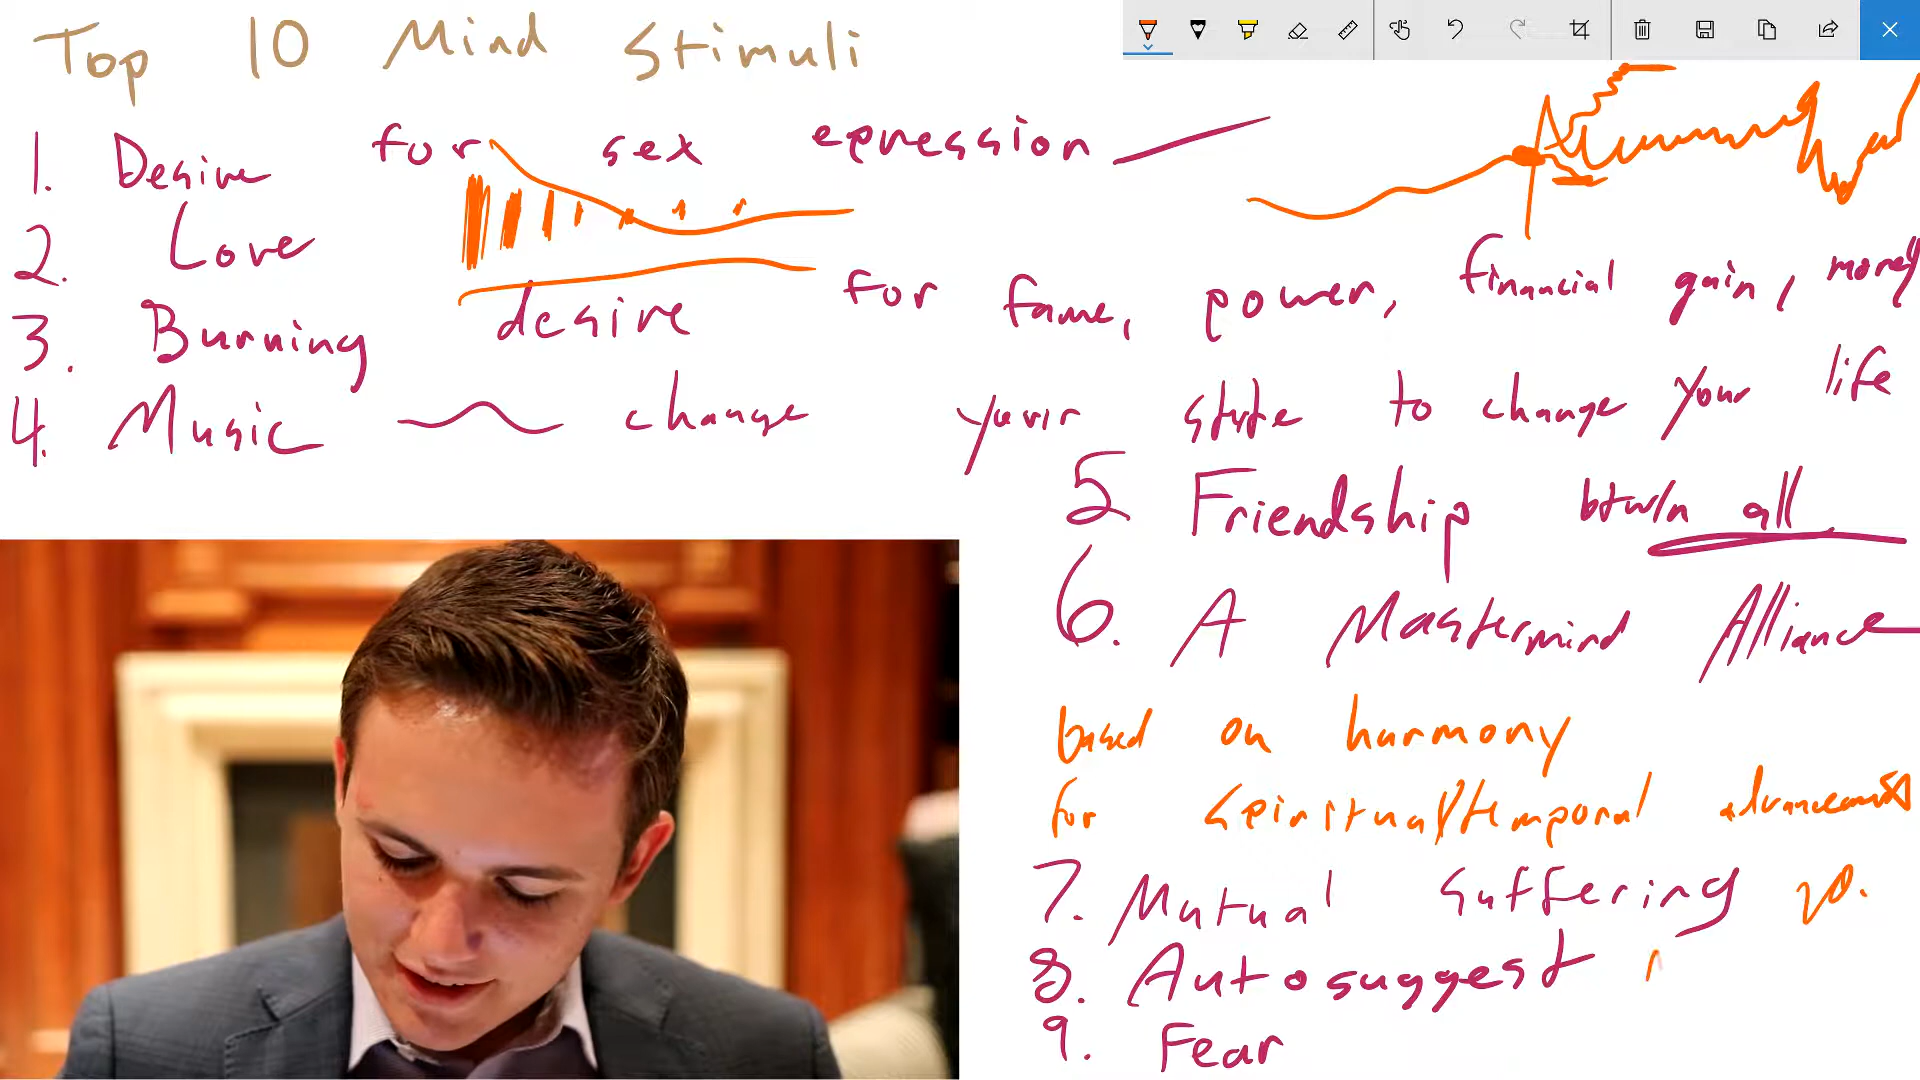 Top 10 Mind Stimuli
1. Desire for sex epression
2. Love
3. Burning desire for fame, power, financial gain, money
4. Music change your state to change your life
5 Friendship btw/n all
6. A Mastermind Alliance
based on harmony
for spiritual/temporal advancement
7. Mutual Suffering
8. Autosuggest
9. Fear